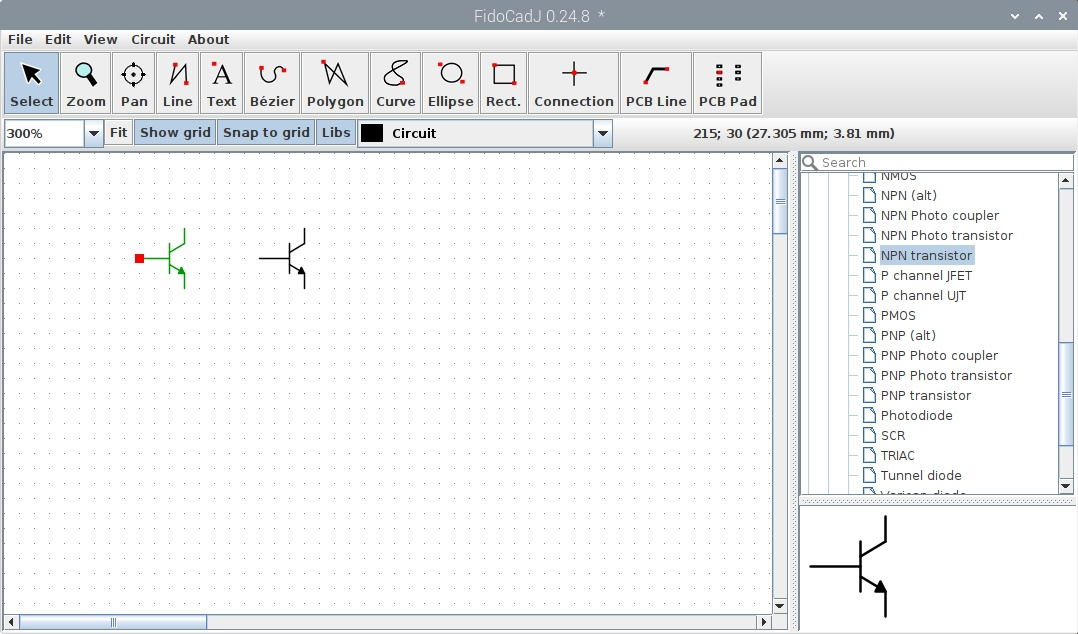 FidoCadJ 0.24.8 *
File Edit View Circuit About
Select Zoom Pan Line Text Bézier Polygon Curve Ellipse Rect. Connection PCB Line PCB Pad
300% Fit Show grid Snap to grid Libs Circuit 215; 30 (27.305 mm; 3.81 mm)
Search
NMOS
NPN (alt)
NPN Photo coupler
NPN Photo transistor
NPN transistor
P channel JFET
P channel UJT
PMOS
PNP (alt)
PNP Photo coupler
PNP Photo transistor
PNP transistor
Photodiode
SCR
TRIAC
Tunnel diode